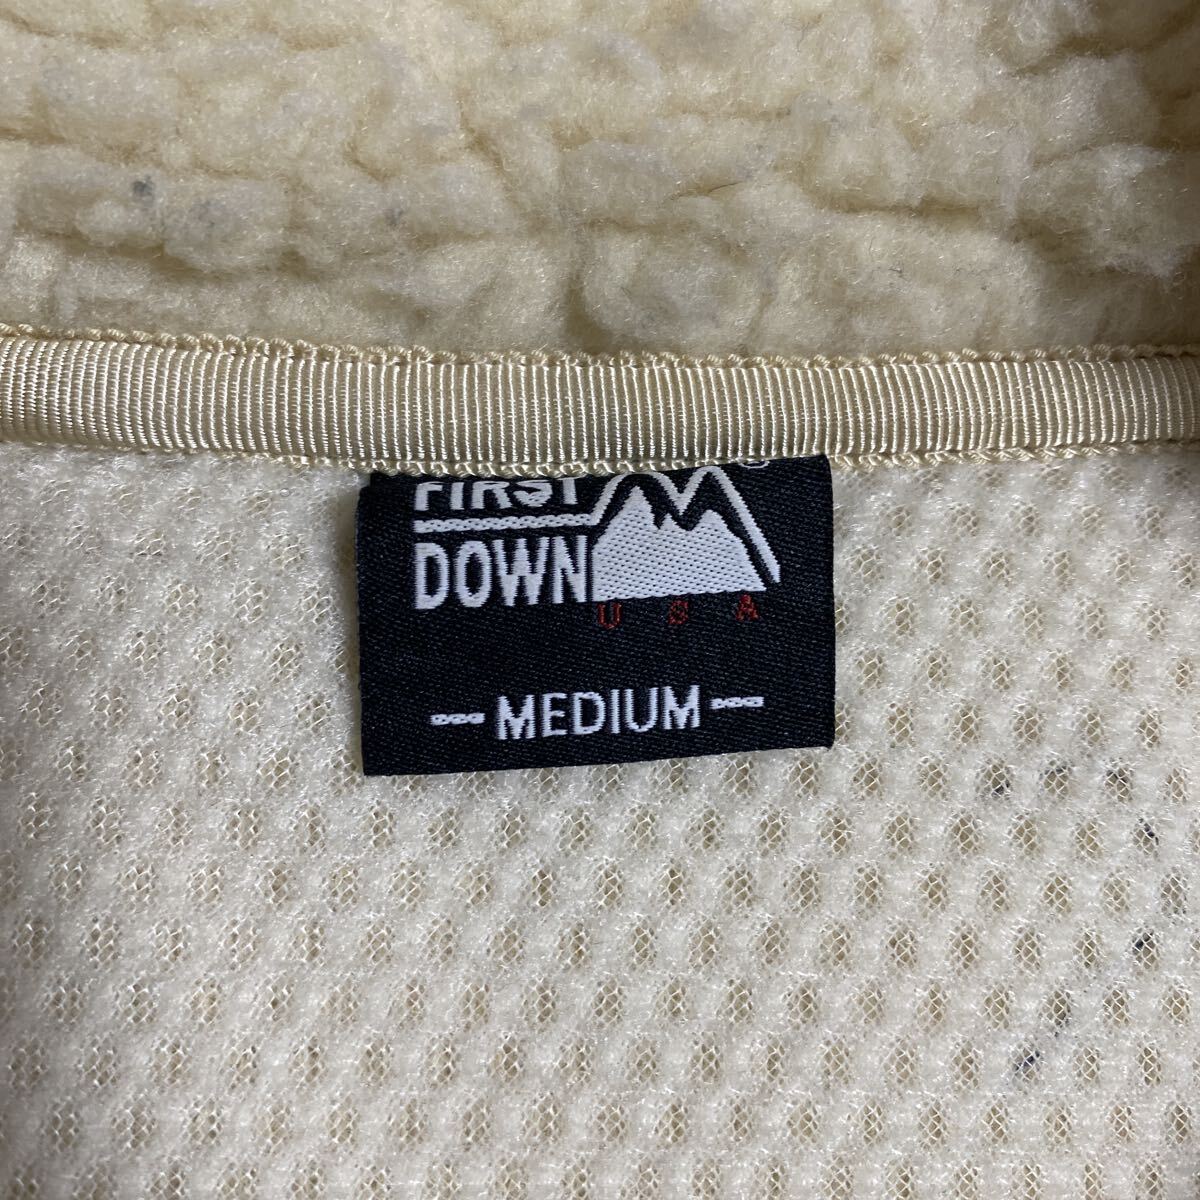 FIRST
DOWN
USA
- MEDIUM -